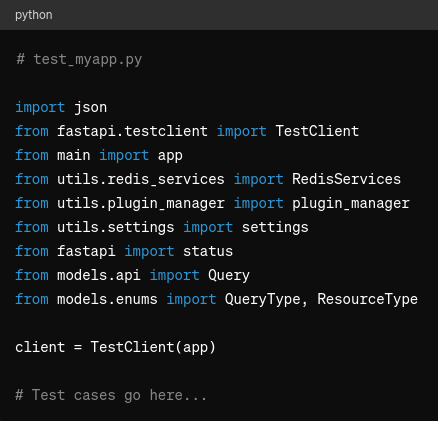 python
# test_myapp.py
import json
from fastapi.testclient import TestClient
from main import app
from utils.redis_services import RedisServices
from utils.plugin_manager import plugin_manager
from utils.settings import settings
from fastapi import status
from models.api import Query
from models.enums import QueryType, ResourceType
client = TestClient(app)
# Test cases go here...